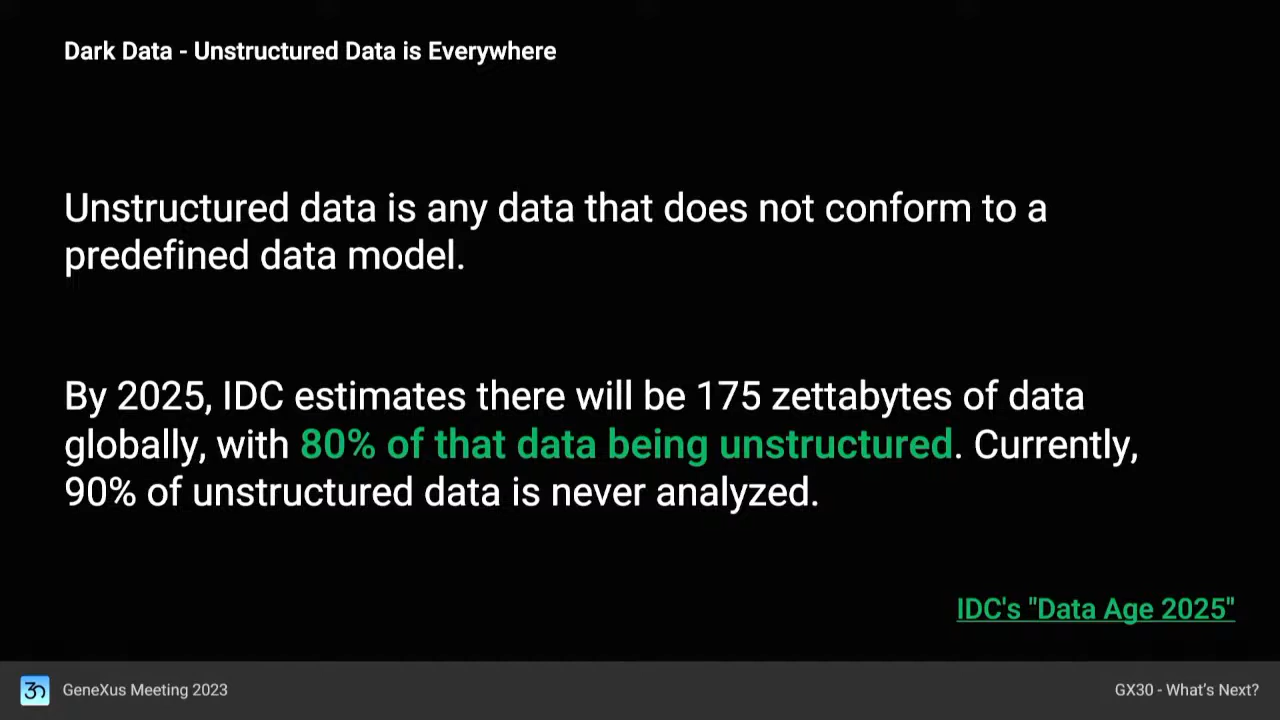 Dark Data - Unstructured Data is Everywhere
Unstructured data is any data that does not conform to a
predefined data model.
By 2025, IDC estimates there will be 175 zettabytes of data
globally, with 80% of that data being unstructured. Currently,
90% of unstructured data is never analyzed.
IDC's "Data Age 2025"
30 GeneXus Meeting 2023
GX30 - What's Next?